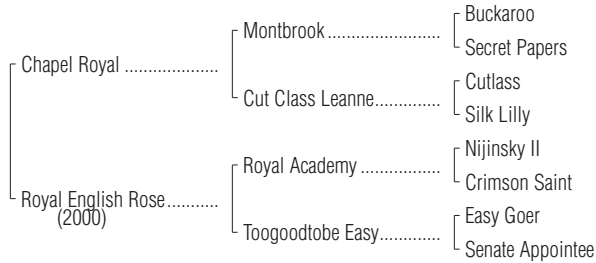 Buckaroo
Montbrook .......................
Secret Papers
Chapel Royal ....................
Cutlass
Cut Class Leanne..............
Silk Lilly
Nijinsky II
Royal Academy .................
Crimson Saint
Royal English Rose...........
(2000)
Easy Goer
Toogoodtobe Easy.............
Senate Appointee